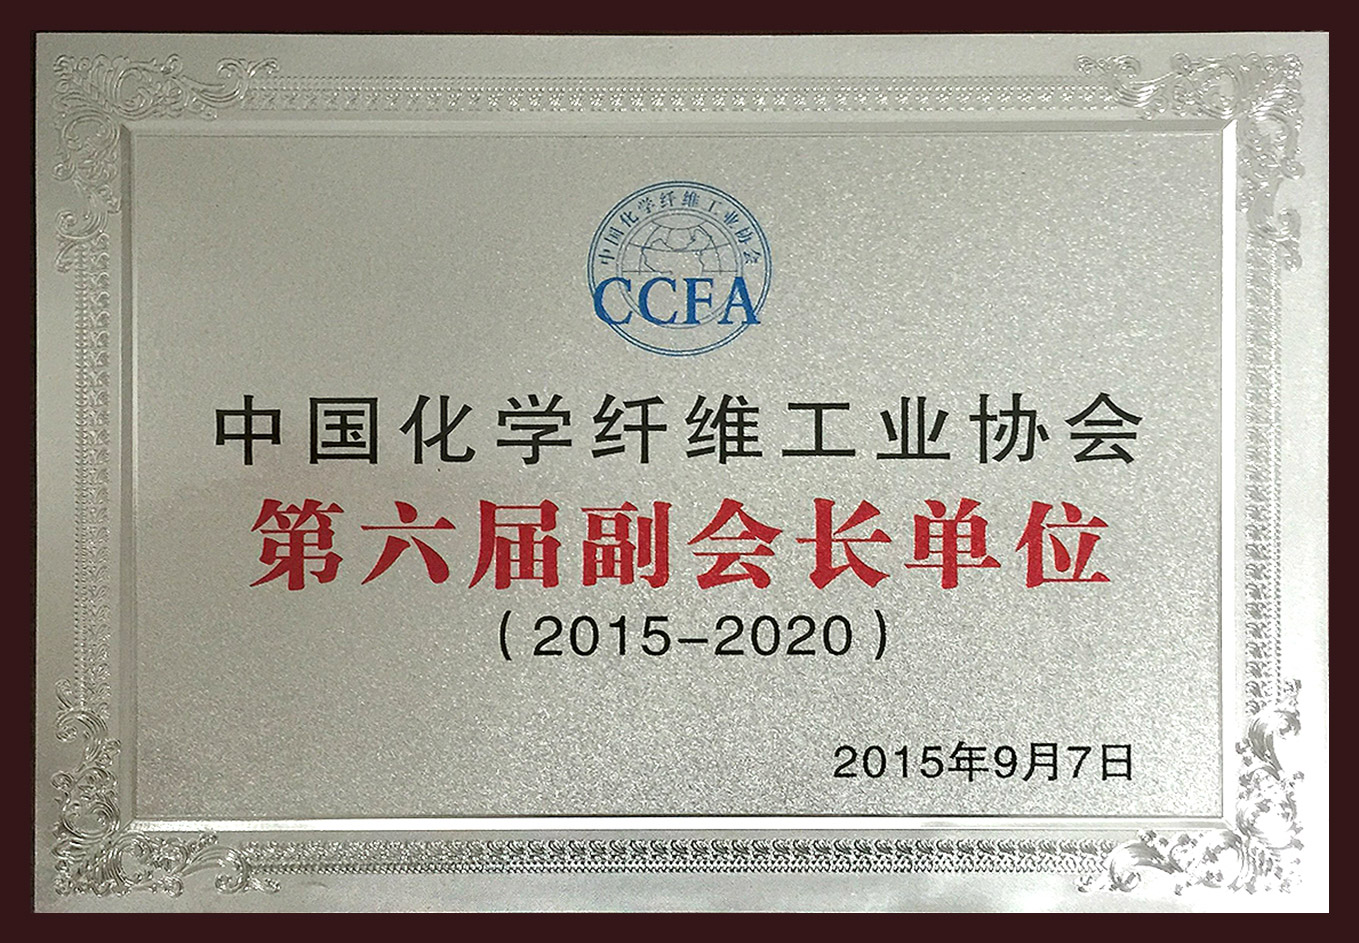 中国化学纤维工业协会
CCFA
中国化学纤维工业协会
第六届副会长单位
(2015-2020)
2015年9月7日